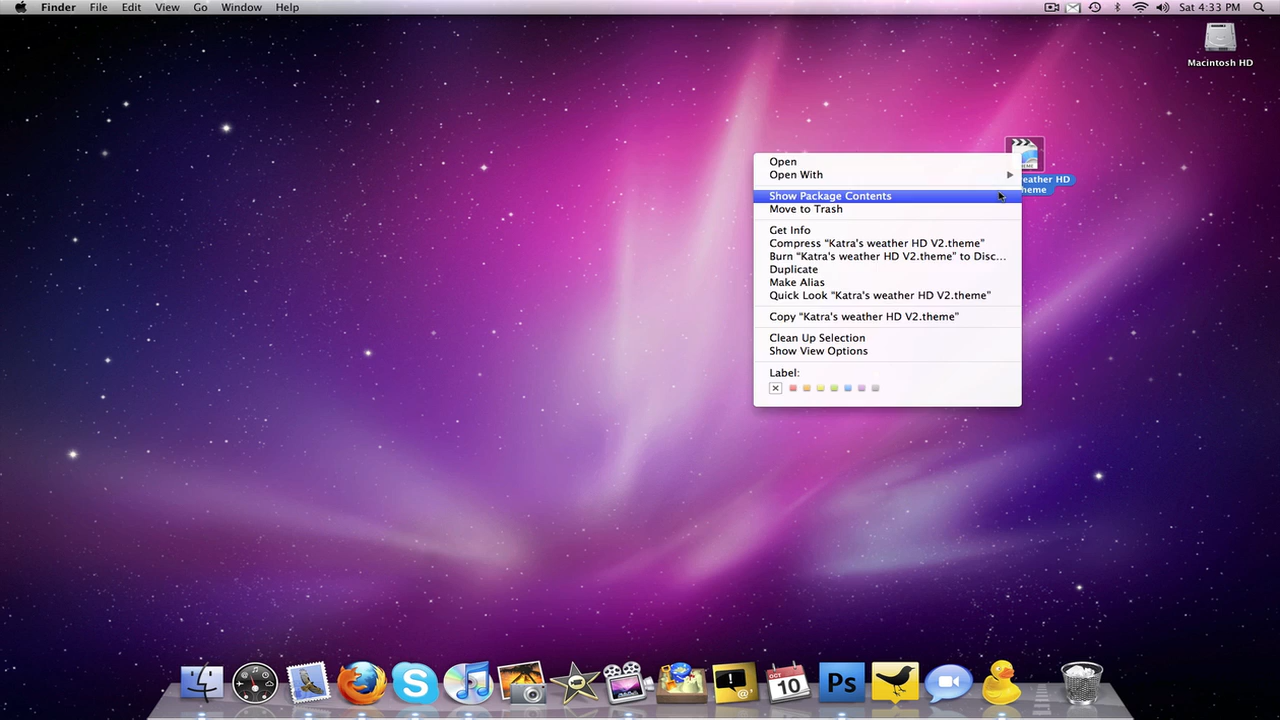 Finder File Edit View Go Window Help
Sat 4:33 PM
Macintosh HD
eather HD
heme
Open
Open With
Show Package Contents
Move to Trash
Get Info
Compress “Katra's weather HD V2.theme”
Burn “Katra's weather HD V2.theme” to Disc...
Duplicate
Make Alias
Quick Look “Katra's weather HD V2.theme”
Copy “Katra's weather HD V2.theme”
Clean Up Selection
Show View Options
Label:
OCT
10
Ps